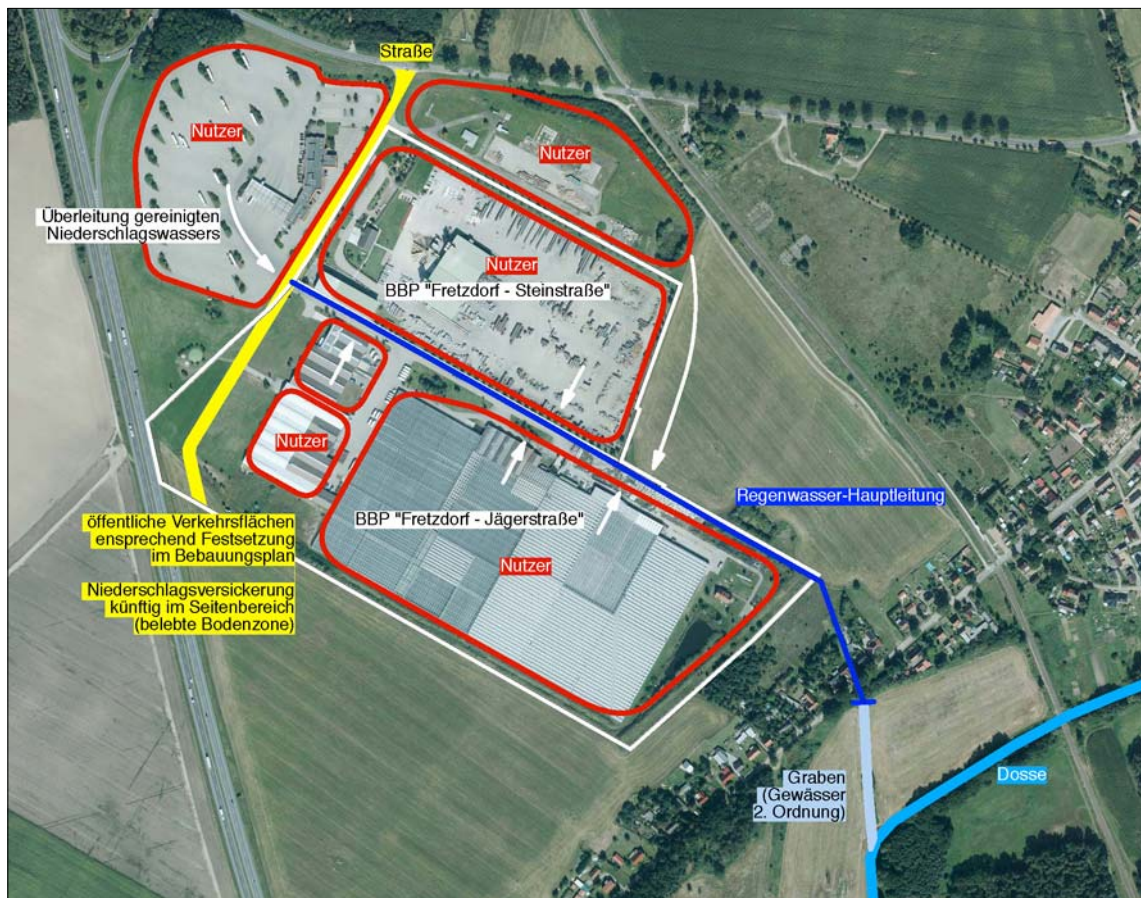 Straße
Nutzer
Nutzer
Überleitung gereinigten
Niederschlagswassers
Nutzer
BBP "Fretzdorf - Steinstraße"
Nutzer
Regenwasser-Hauptleitung
BBP "Fretzdorf - Jägerstraße"
öffentliche Verkehrsflächen
ensprechend Festsetzung
im Bebauungsplan
Nutzer
Niederschlagsversickerung
künftig im Seitenbereich
(belebte Bodenzone)
Graben
(Gewässer
2. Ordnung)
Dosse